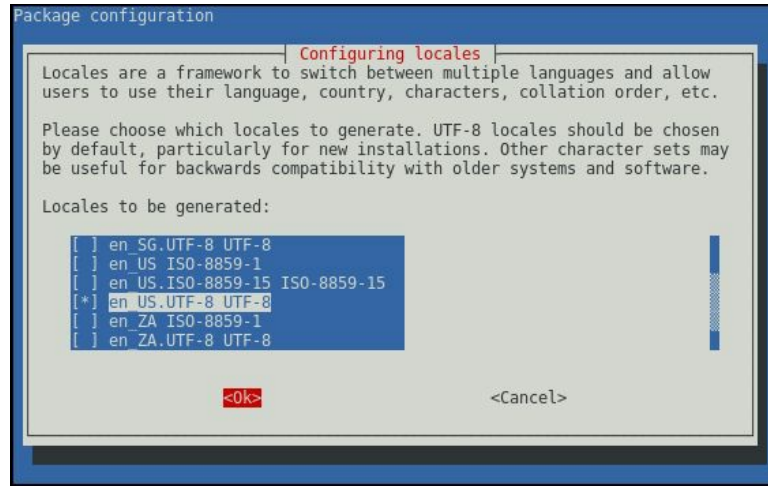 Package configuration
Configuring locales
Locales are a framework to switch between multiple languages and allow
users to use their language, country, characters, collation order, etc.
Please choose which locales to generate. UTF-8 locales should be chosen
by default, particularly for new installations. Other character sets may
be useful for backwards compatibility with older systems and software.
Locales to be generated:
[ ] en_SG.UTF-8 UTF-8
[ ] en_US ISO-8859-1
[ ] en_US.ISO-8859-15 ISO-8859-15
[*] en_US.UTF-8 UTF-8
[ ] en_ZA ISO-8859-1
[ ] en_ZA.UTF-8 UTF-8
<Ok> <Cancel>